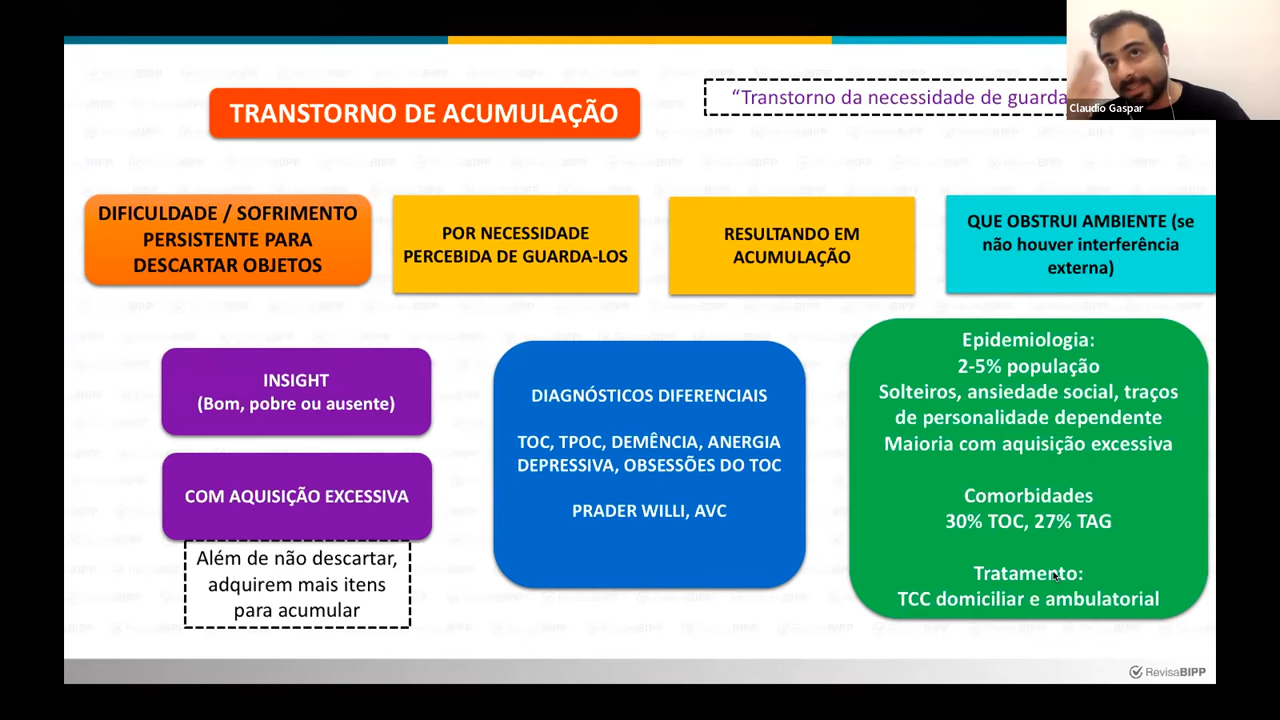 TRANSTORNO DE ACUMULAÇÃO
“Transtorno da necessidade de guarda
Claudio Gaspar
DIFICULDADE / SOFRIMENTO
PERSISTENTE PARA
DESCARTAR OBJETOS
POR NECESSIDADE
PERCEBIDA DE GUARDA-LOS
RESULTANDO EM
ACUMULAÇÃO
QUE OBSTRUI AMBIENTE (se
não houver interferência
externa)
INSIGHT
(Bom, pobre ou ausente)
COM AQUISIÇÃO EXCESSIVA
Além de não descartar,
adquirem mais itens
para acumular
DIAGNÓSTICOS DIFERENCIAIS
TOC, TPOC, DEMÊNCIA, ANERGIA
DEPRESSIVA, OBSESSÕES DO TOC
PRADER WILLI, AVC
Epidemiologia:
2-5% população
Solteiros, ansiedade social, traços
de personalidade dependente
Maioria com aquisição excessiva
Comorbidades
30% TOC, 27% TAG
Tratamento:
TCC domiciliar e ambulatorial
RevisaBIPP